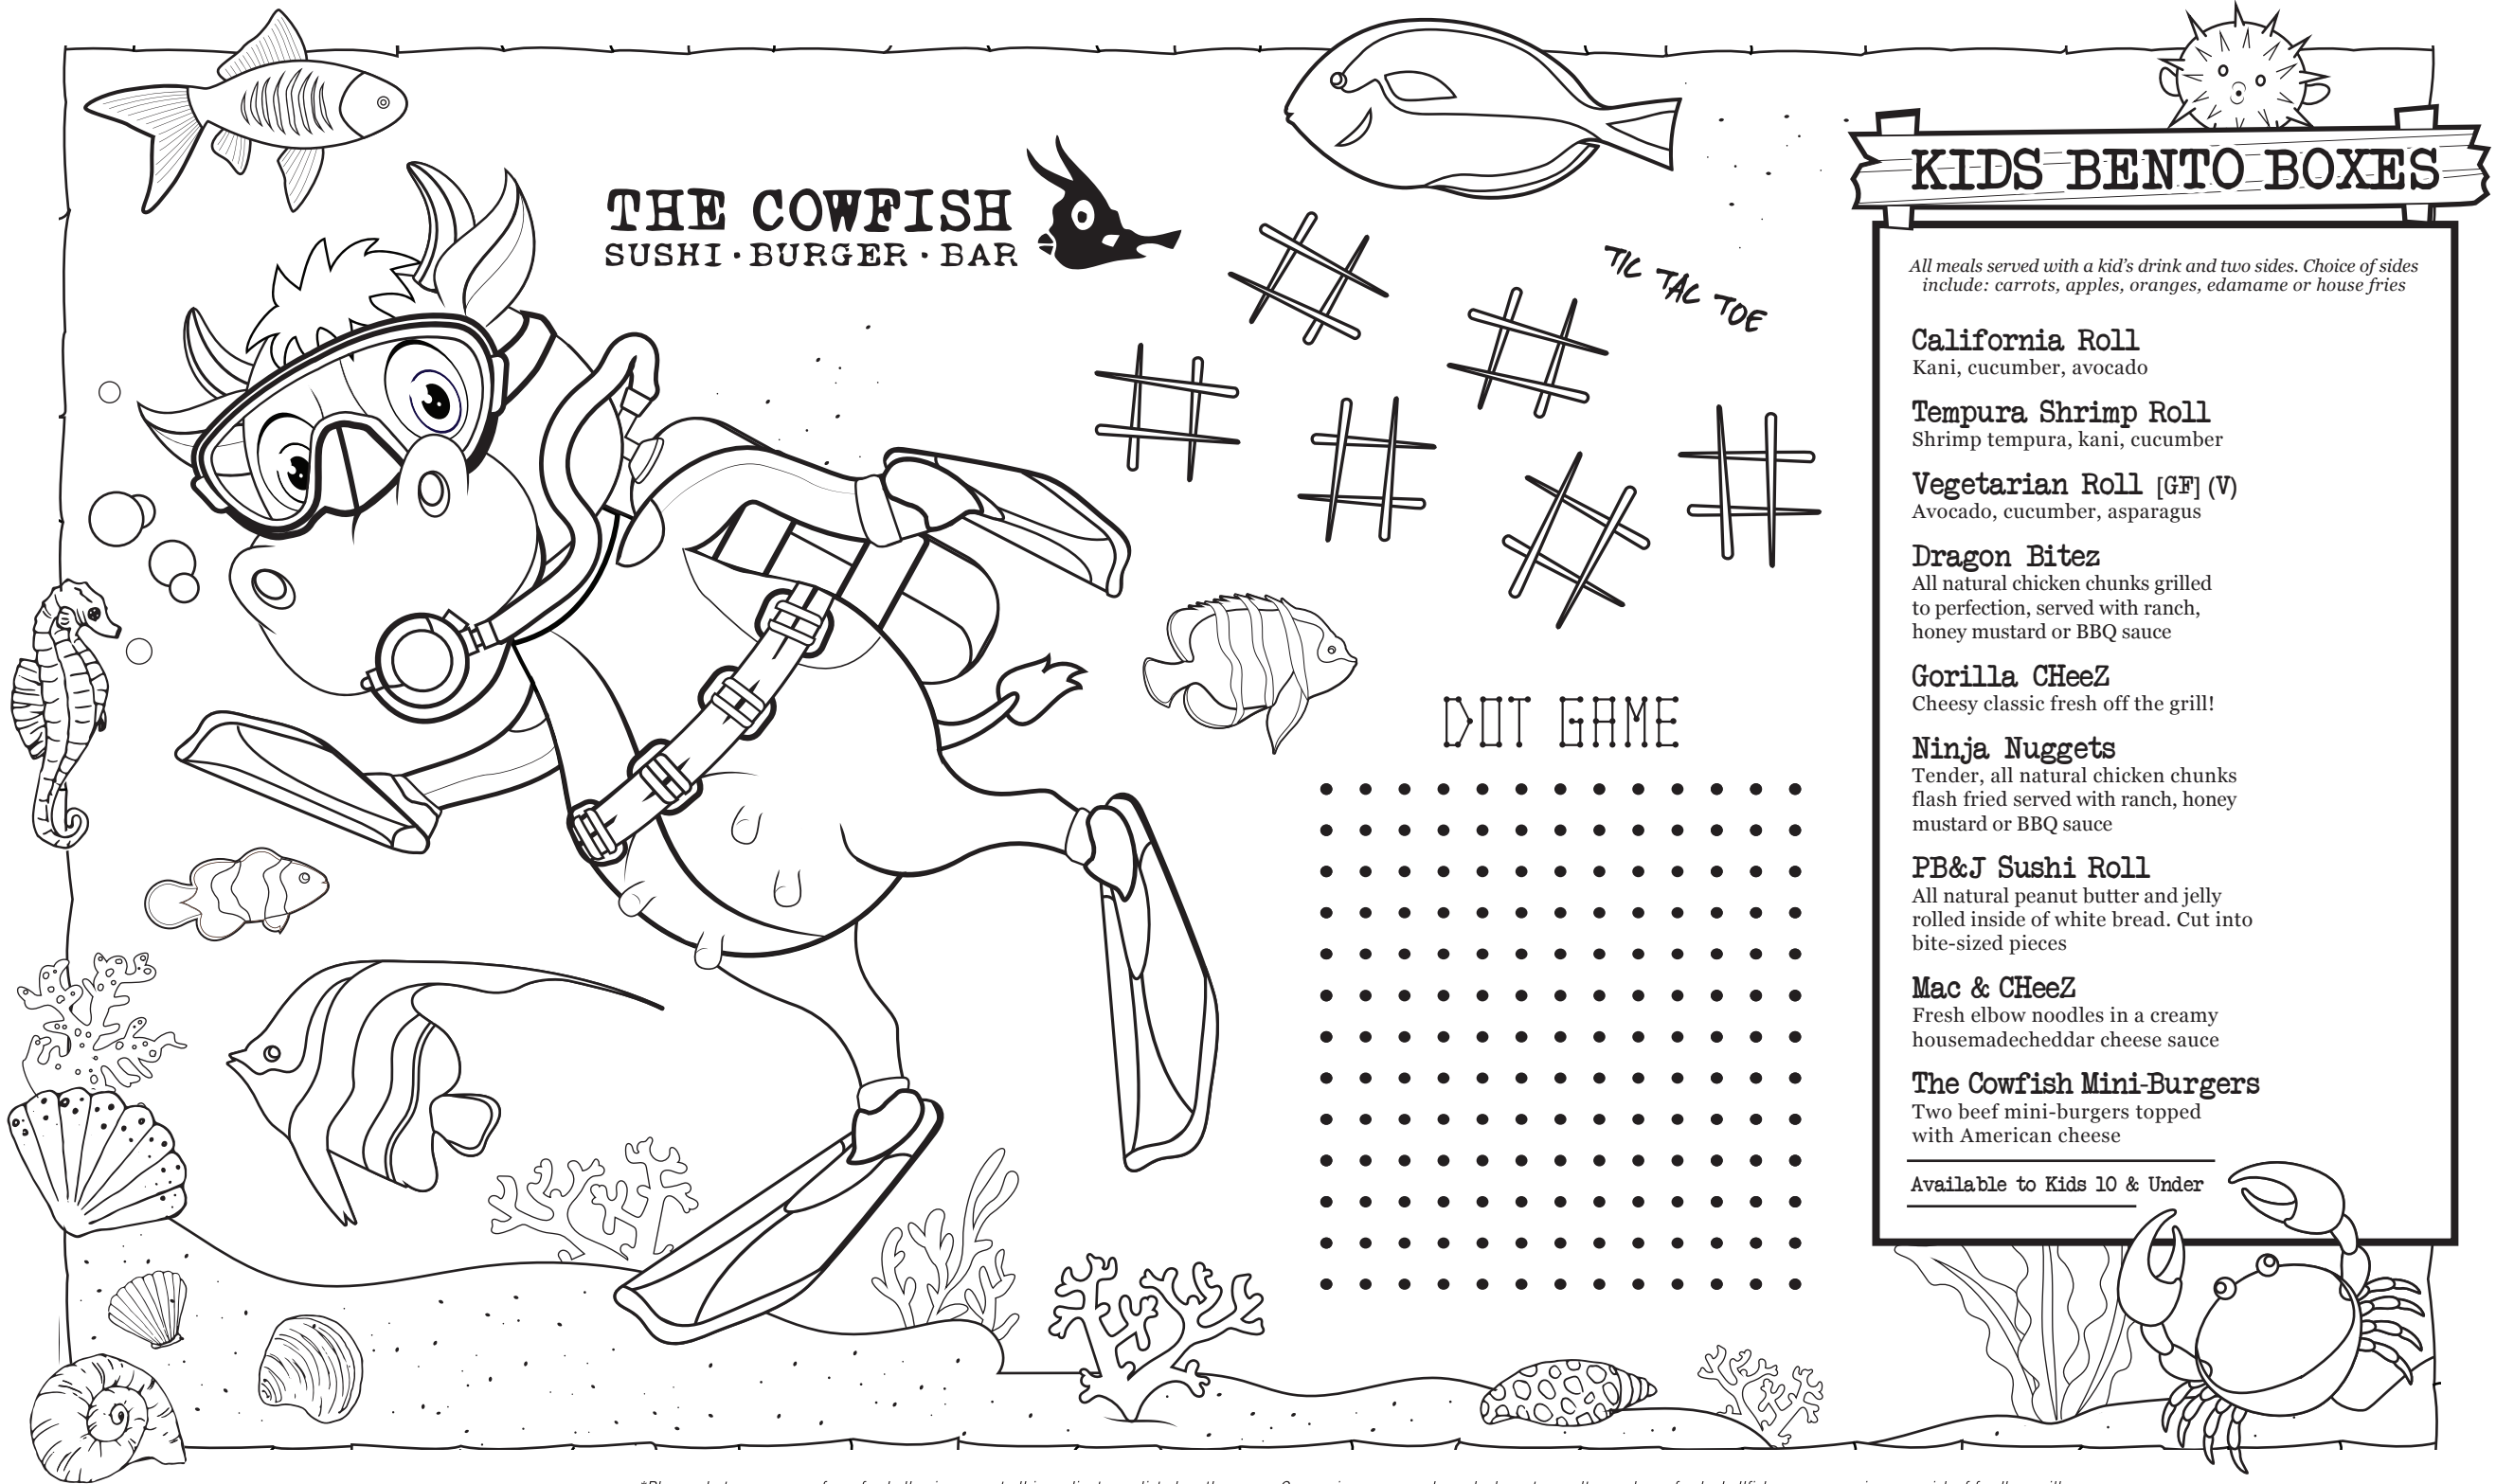 THE COWFISH
SUSHI · BURGER · BAR
TIC TAC TOE
DOT GAME
KIDS BENTO BOXES
All meals served with a kid's drink and two sides. Choice of sides
include: carrots, apples, oranges, edamame or house fries
California Roll
Kani, cucumber, avocado
Tempura Shrimp Roll
Shrimp tempura, kani, cucumber
Vegetarian Roll [GF] (V)
Avocado, cucumber, asparagus
Dragon Bitez
All natural chicken chunks grilled
to perfection, served with ranch,
honey mustard or BBQ sauce
Gorilla CHeeZ
Cheesy classic fresh off the grill!
Ninja Nuggets
Tender, all natural chicken chunks
flash fried served with ranch, honey
mustard or BBQ sauce
PB&J Sushi Roll
All natural peanut butter and jelly
rolled inside of white bread. Cut into
bite-sized pieces
Mac & CHeeZ
Fresh elbow noodles in a creamy
housemadecheddar cheese sauce
The Cowfish Mini-Burgers
Two beef mini-burgers topped
with American cheese
Available to Kids 10 & Under